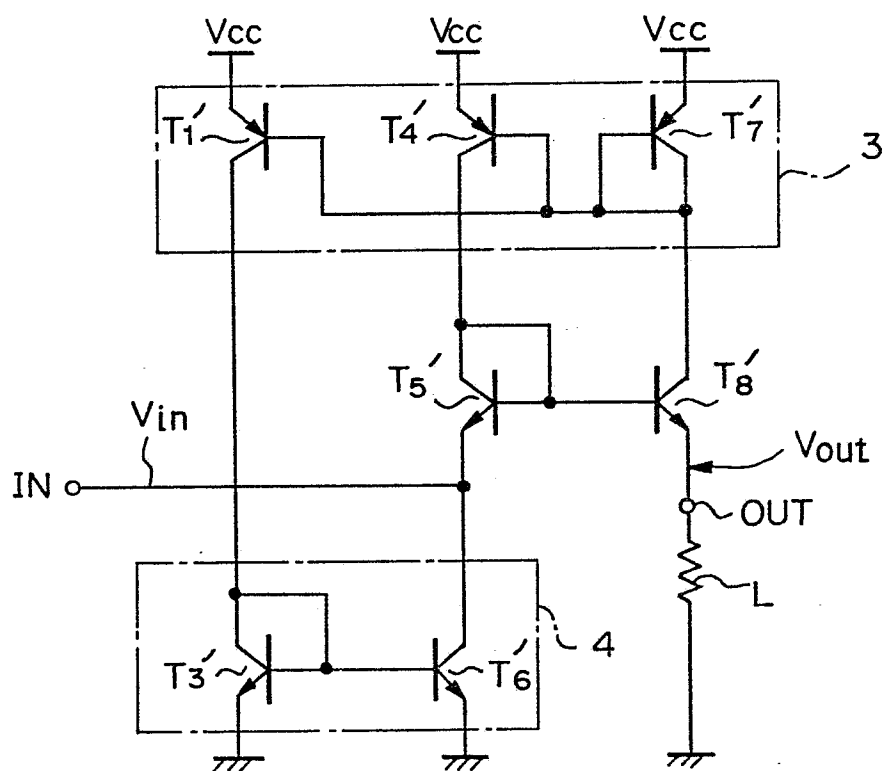 Vcc Vcc Vcc
T1′ T4′ T7′
3
T5′ T8′
Vin
Vout
IN
OUT
L
4
T3′ T6′